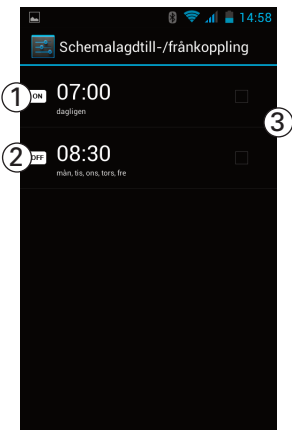 14:58
Schemalagdtill-/frånkoppling
1 ON 07:00
dagligen
3
2 OFF 08:30
mån, tis, ons, tors, fre